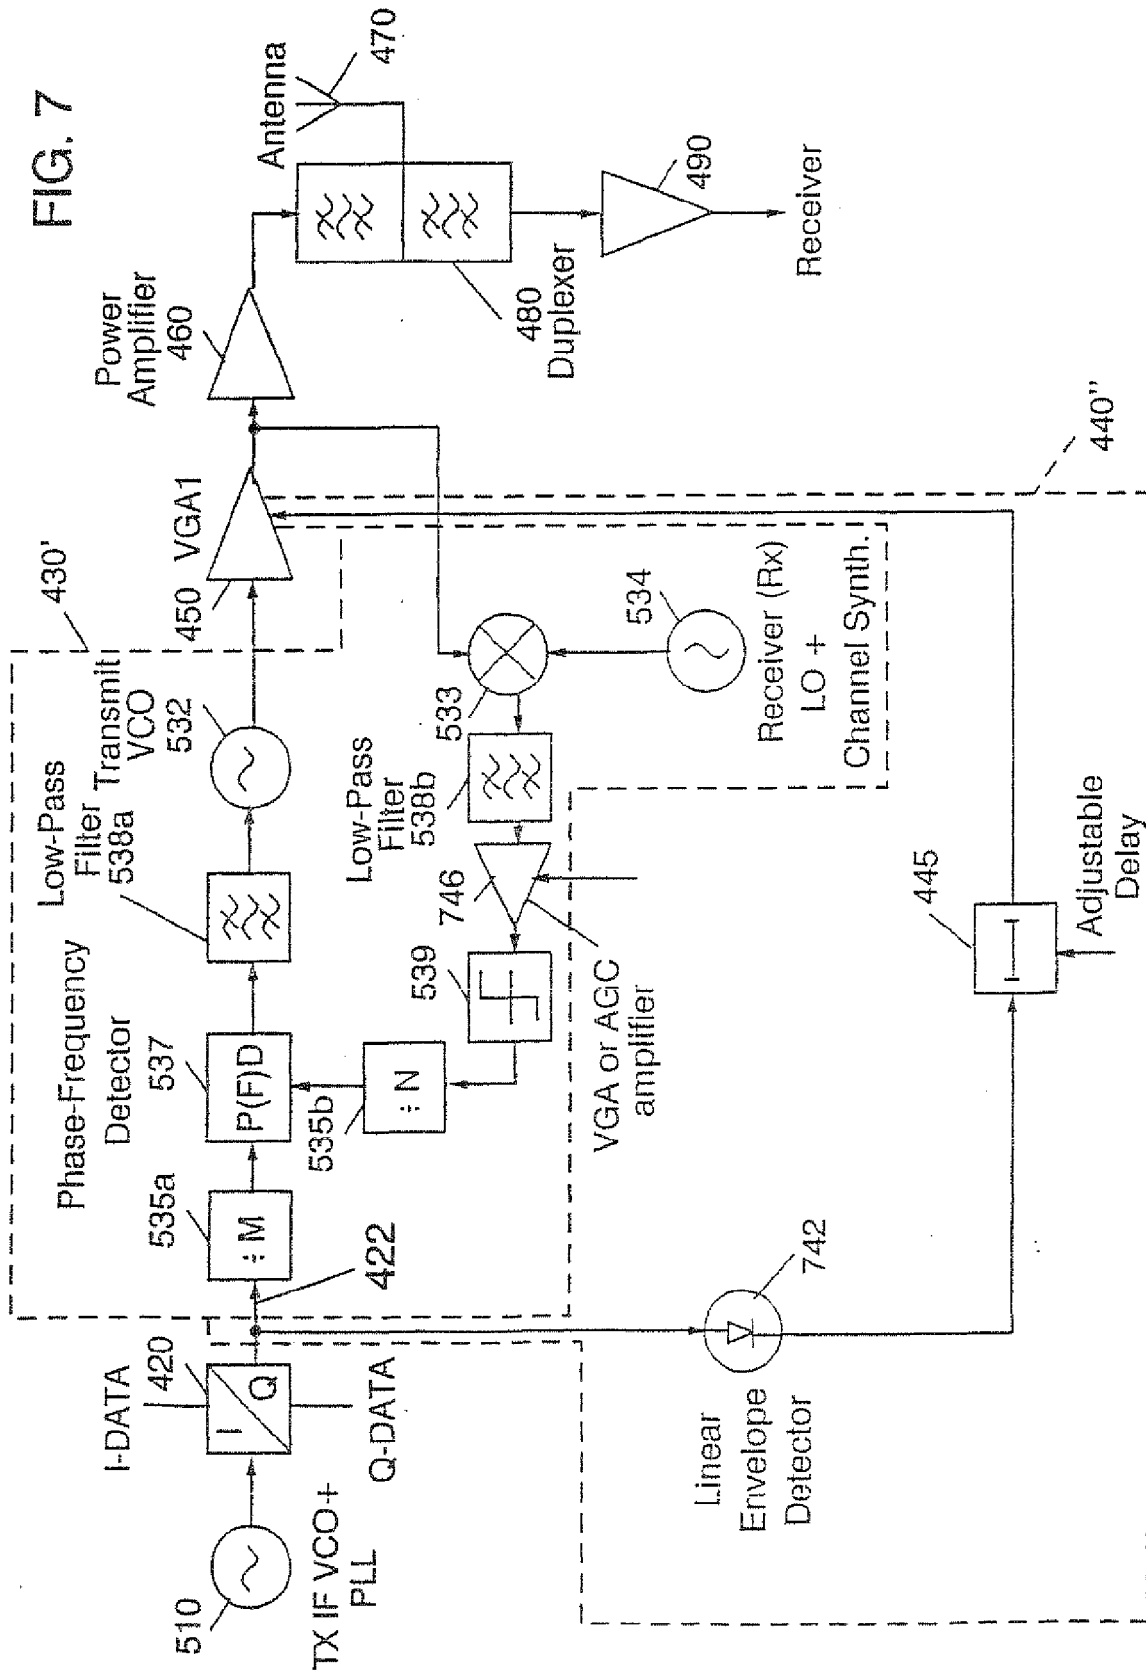 FIG. 7
Antenna
470
Power
Amplifier
460
480
Duplexer
490
Receiver
430'
VGA1
450
440"
Low-Pass
Filter
538a
Transmit
VCO
532
Phase-Frequency
Detector
537
P(F)D
535a
÷M
422
535b
÷N
539
Low-Pass
Filter
538b
746
VGA or AGC
amplifier
533
534
Receiver (Rx)
LO +
Channel Synth.
I-DATA
420
I
Q
Q-DATA
510
TX IF VCO+
PLL
Linear
Envelope
Detector
742
445
Adjustable
Delay